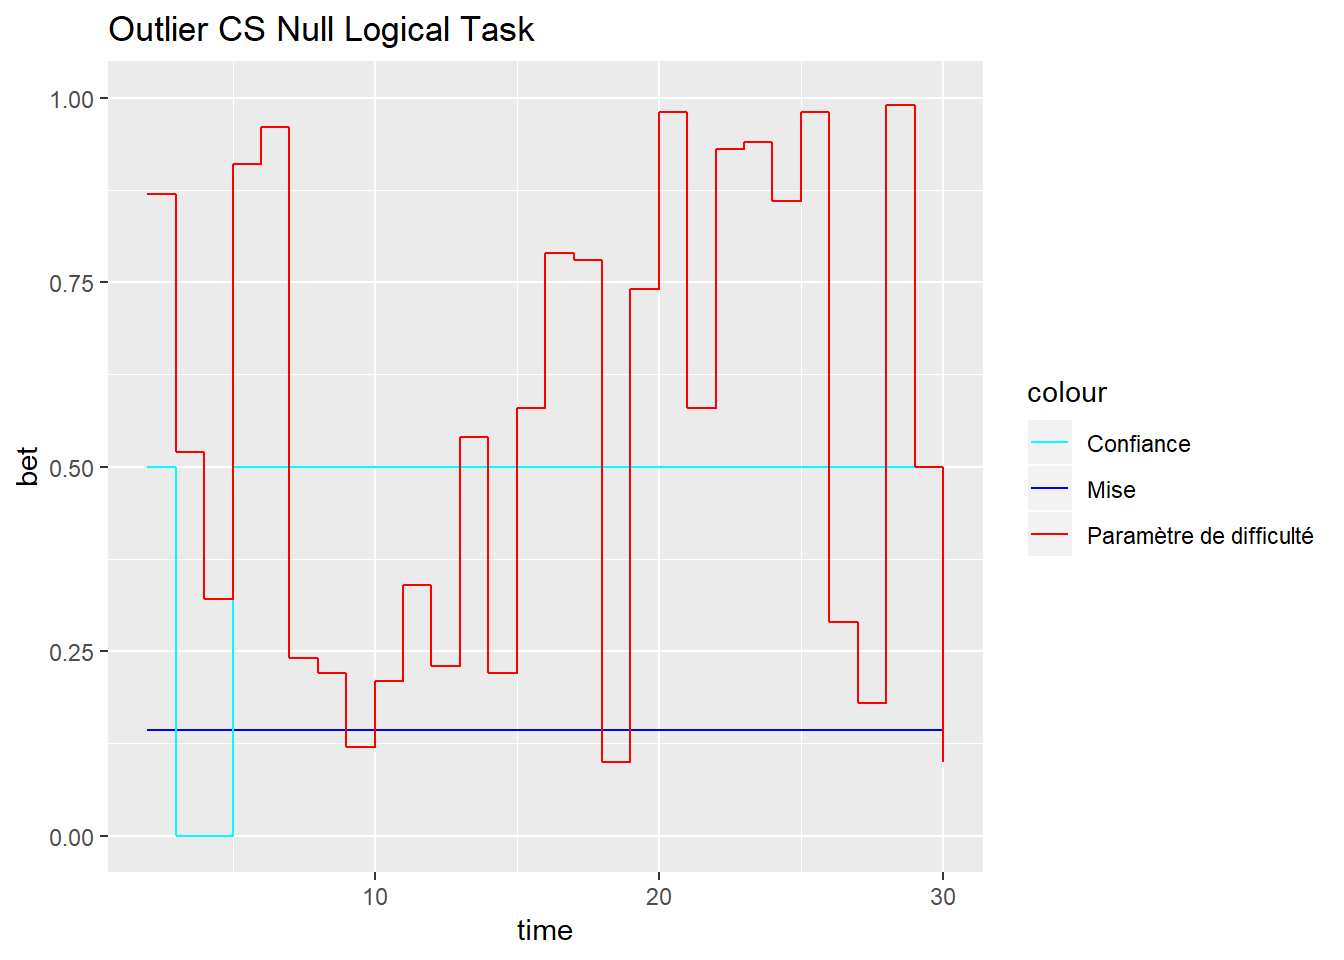 Outlier CS Null Logical Task
1.00
0.75
0.50
0.25
0.00
bet
10 20 30
time
colour
Confiance
Mise
Paramètre de difficulté